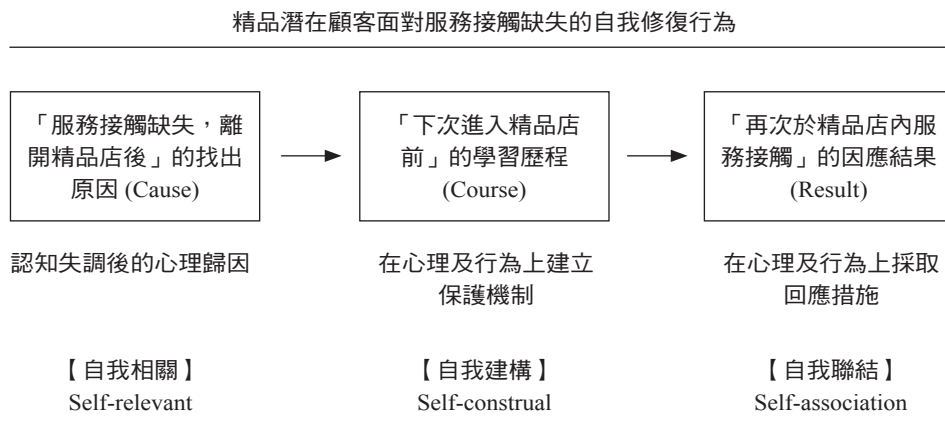 精品潛在顧客面對服務接觸缺失的自我修復行為
「服務接觸缺失，離
開精品店後」的找出
原因 (Cause)
「下次進入精品店
前」的學習歷程
(Course)
「再次於精品店內服
務接觸」的因應結果
(Result)
認知失調後的心理歸因
在心理及行為上建立
保護機制
在心理及行為上採取
回應措施
【自我相關】
Self-relevant
【自我建構】
Self-construal
【自我聯結】
Self-association